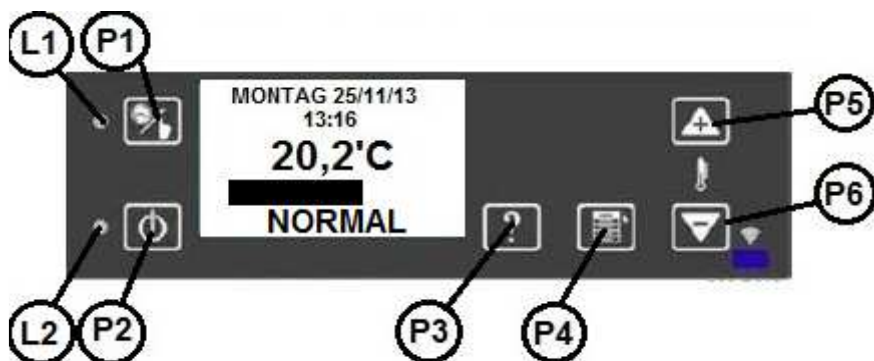 L1 P1
MONTAG 25/11/13
13:16
20,2'C
NORMAL
P5
P6
?
L2 P2 P3 P4